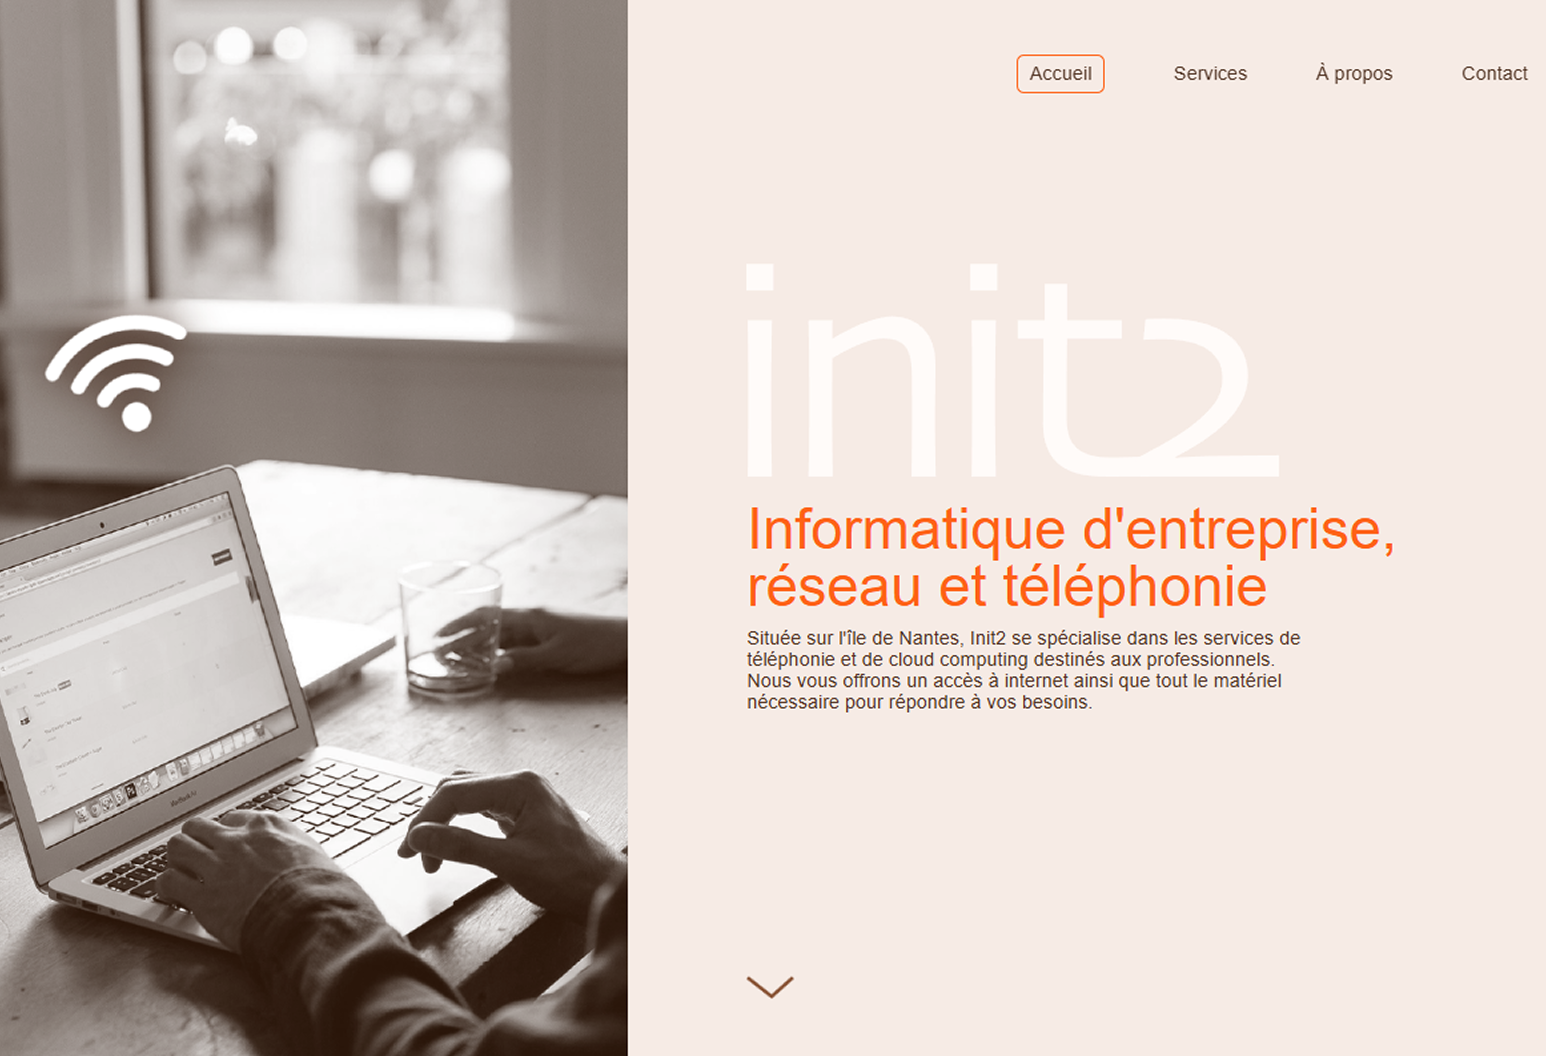 Accueil
Services
À propos
Contact
init2
Informatique d'entreprise,
réseau et téléphonie
Située sur l'île de Nantes, Init2 se spécialise dans les services de
téléphonie et de cloud computing destinés aux professionnels.
Nous vous offrons un accès à internet ainsi que tout le matériel
nécessaire pour répondre à vos besoins.
MacBook Air